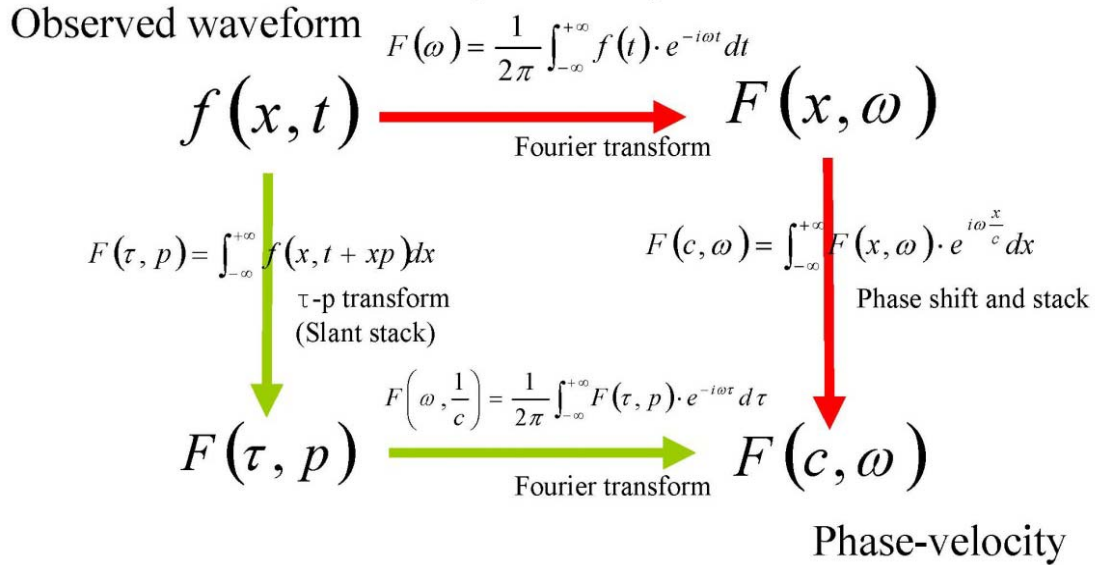 Observed waveform
F(ω) = 1/2π ∫_{-∞}^{+∞} f(t)·e^{-iωt} dt
f(x, t)
F(x, ω)
Fourier transform
F(τ, p) = ∫_{-∞}^{+∞} f(x, t + xp)dx
τ-p transform
(Slant stack)
F(c, ω) = ∫_{-∞}^{+∞} F(x, ω)·e^{iω x/c} dx
Phase shift and stack
F(ω, 1/c) = 1/2π ∫_{-∞}^{+∞} F(τ, p)·e^{-iωτ} dτ
F(τ, p)
F(c, ω)
Fourier transform
Phase-velocity